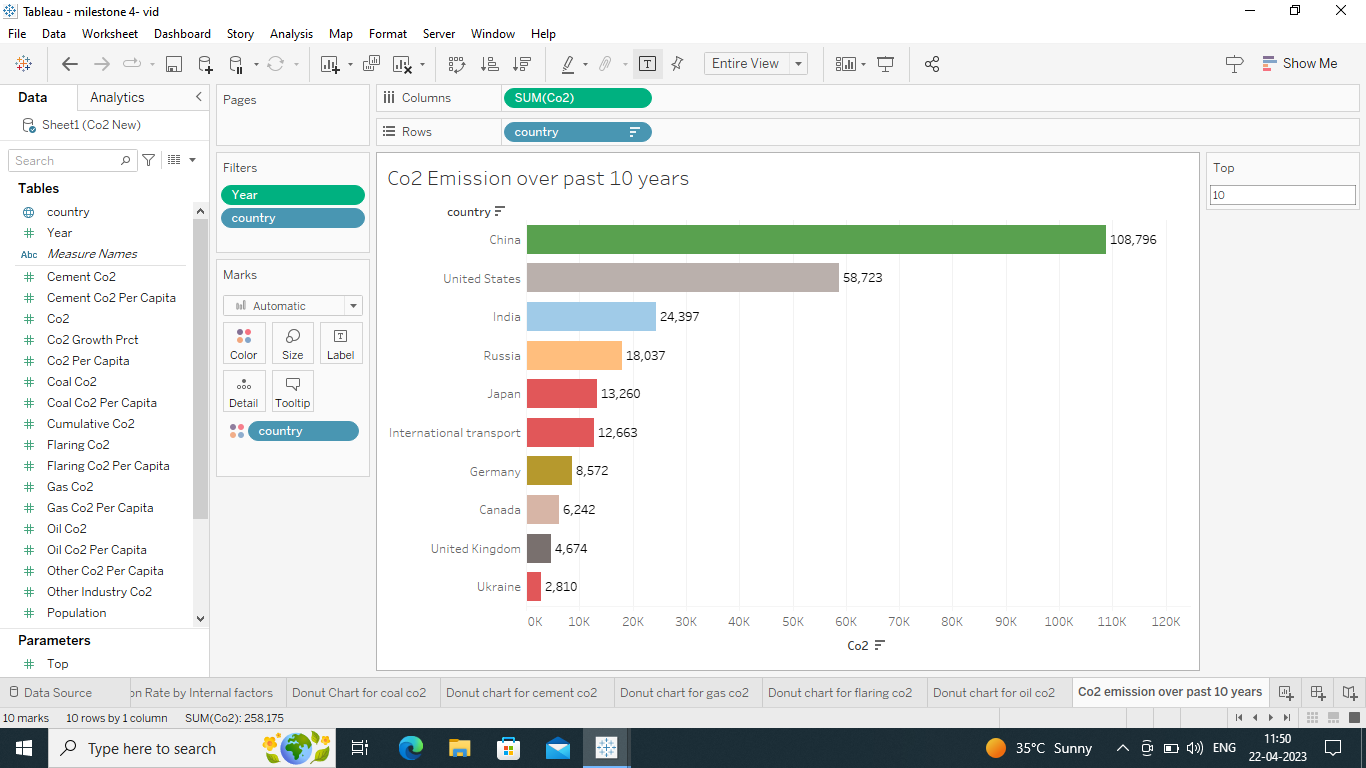 Tableau - milestone 4- vid
File Data Worksheet Dashboard Story Analysis Map Format Server Window Help
Entire View
Show Me
Data Analytics
Sheet1 (Co2 New)
Search
Tables
country
Year
Abc Measure Names
Cement Co2
Cement Co2 Per Capita
Co2
Co2 Growth Prct
Co2 Per Capita
Coal Co2
Coal Co2 Per Capita
Cumulative Co2
Flaring Co2
Flaring Co2 Per Capita
Gas Co2
Gas Co2 Per Capita
Oil Co2
Oil Co2 Per Capita
Other Co2 Per Capita
Other Industry Co2
Population
Parameters
Top
Pages
Filters
Year
country
Marks
Automatic
Color Size Label
Detail Tooltip
country
Columns SUM(Co2)
Rows country
Co2 Emission over past 10 years
country
China 108,796
United States 58,723
India 24,397
Russia 18,037
Japan 13,260
International transport 12,663
Germany 8,572
Canada 6,242
United Kingdom 4,674
Ukraine 2,810
0K 10K 20K 30K 40K 50K 60K 70K 80K 90K 100K 110K 120K
Co2
Top
10
Data Source on Rate by Internal factors Donut Chart for coal co2 Donut chart for cement co2 Donut chart for gas co2 Donut chart for flaring co2 Donut chart for oil co2 Co2 emission over past 10 years
10 marks 10 rows by 1 column SUM(Co2): 258,175
Type here to search
35°C Sunny
ENG
11:50
22-04-2023